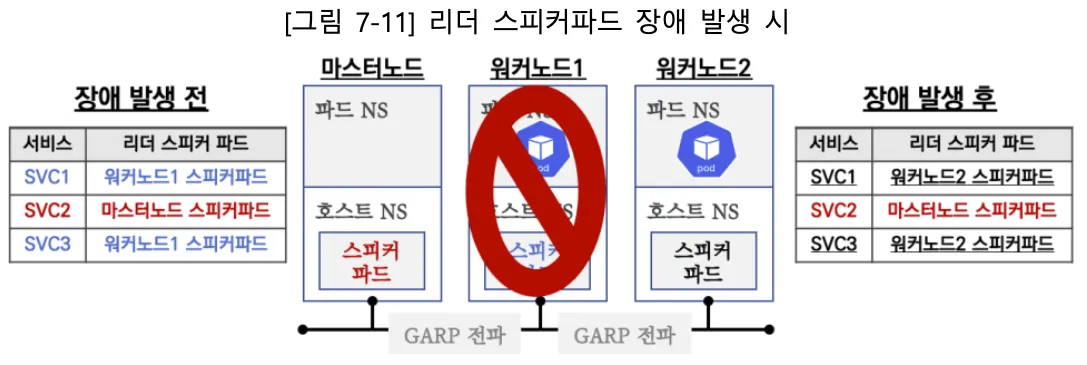 [그림 7-11] 리더 스피커파드 장애 발생 시
장애 발생 전
서비스 리더 스피커 파드
SVC1 워커노드1 스피커파드
SVC2 마스터노드 스피커파드
SVC3 워커노드1 스피커파드
마스터노드
파드 NS
호스트 NS
스피커
파드
워커노드1
pod
스피커
워커노드2
파드 NS
pod
호스트 NS
스피커
파드
GARP 전파
GARP 전파
장애 발생 후
서비스 리더 스피커 파드
SVC1 워커노드2 스피커파드
SVC2 마스터노드 스피커파드
SVC3 워커노드2 스피커파드